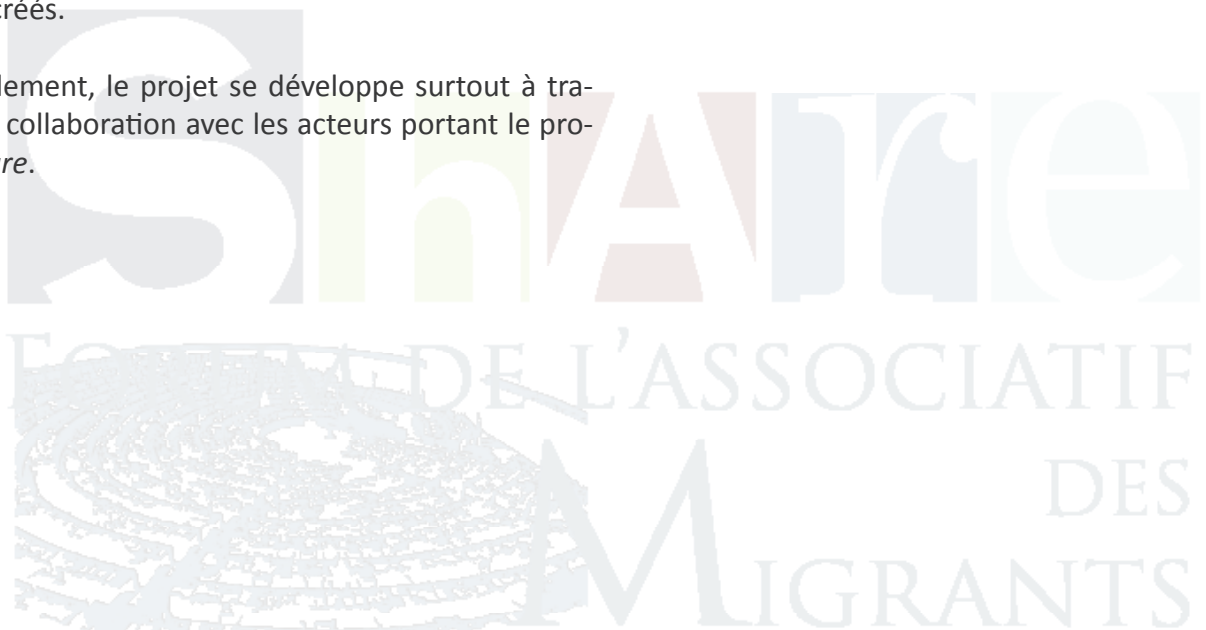 créés.
lement, le projet se développe surtout à tra-
collaboration avec les acteurs portant le pro-
re.
ShAre
FORUM DE L'ASSOCIATIF
DES
MIGRANTS